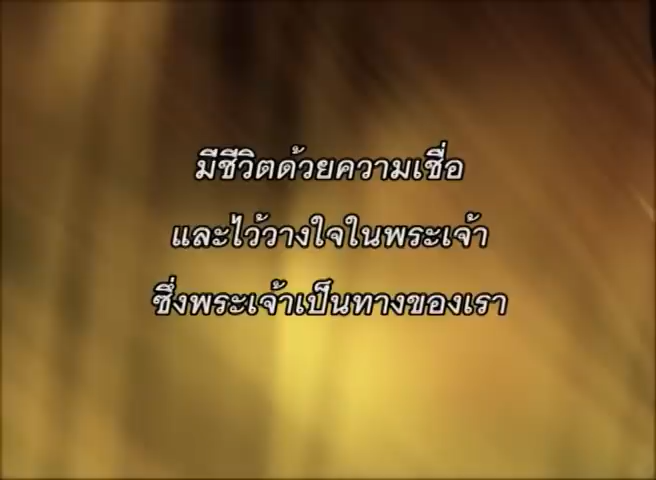 มีชีวิตด้วยความเชื่อ
และไว้วางใจในพระเจ้า
ซึ่งพระเจ้าเป็นทางของเรา